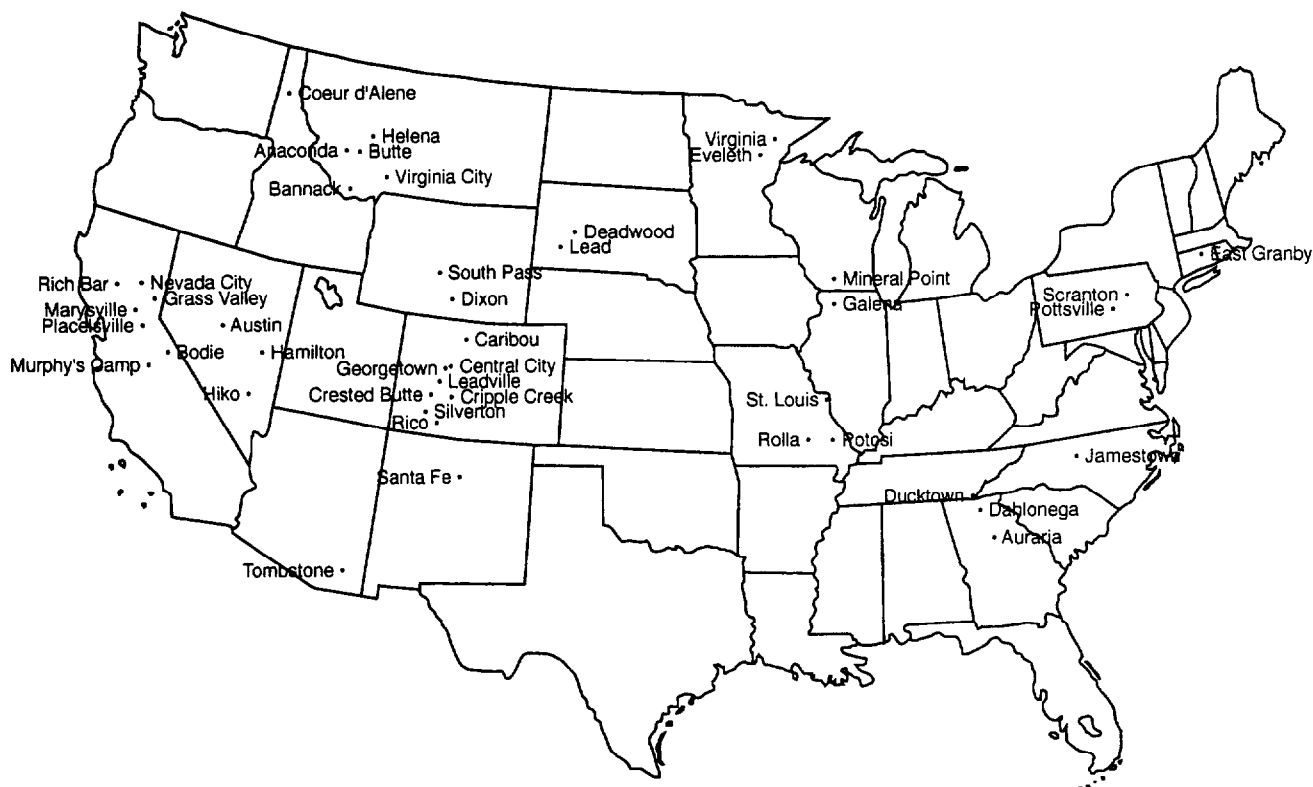 Coeur d'Alene
Helena
Anaconda
Butte
Virginia City
Bannack
Virginia
Eveleth
Deadwood
Lead
East Granby
South Pass
Dixon
Mineral Point
Galena
Scranton
Pottsville
Rich Bar
Nevada City
Grass Valley
Marysville
Placelsville
Austin
Bodie
Hamilton
Murphy's Camp
Hiko
Caribou
Georgetown
Central City
Leadville
Crested Butte
Cripple Creek
Silverton
Rico
St. Louis
Rolla
Potosi
Jamestown
Santa Fe
Ducktown
Dahlonega
Auraria
Tombstone